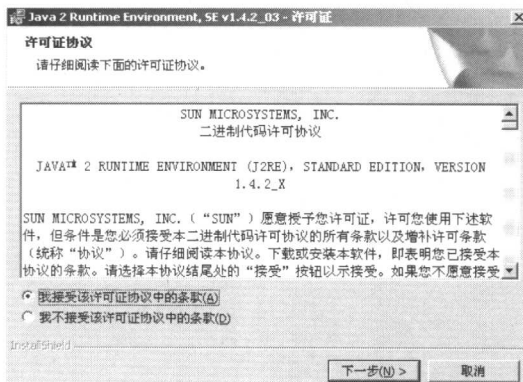 Java 2 Runtime Environment, SE v1.4.2_03 - 许可证
许可证协议
请仔细阅读下面的许可证协议。
SUN MICROSYSTEMS, INC.
二进制代码许可协议
JAVA™ 2 RUNTIME ENVIRONMENT (J2RE), STANDARD EDITION, VERSION
1.4.2_X
SUN MICROSYSTEMS, INC.(“SUN”)愿意授予您许可证，许可您使用下述软
件，但条件是您必须接受本二进制代码许可协议的所有条款以及增补许可条款
(统称“协议”)。请仔细阅读本协议。下载或安装本软件，即表明您已接受本
协议的条款。请选择本协议结尾处的“接受”按钮以示接受。如果您不愿意接受
我接受该许可证协议中的条款(A)
我不接受该许可证协议中的条款(D)
InstallShield
下一步(N) >
取消